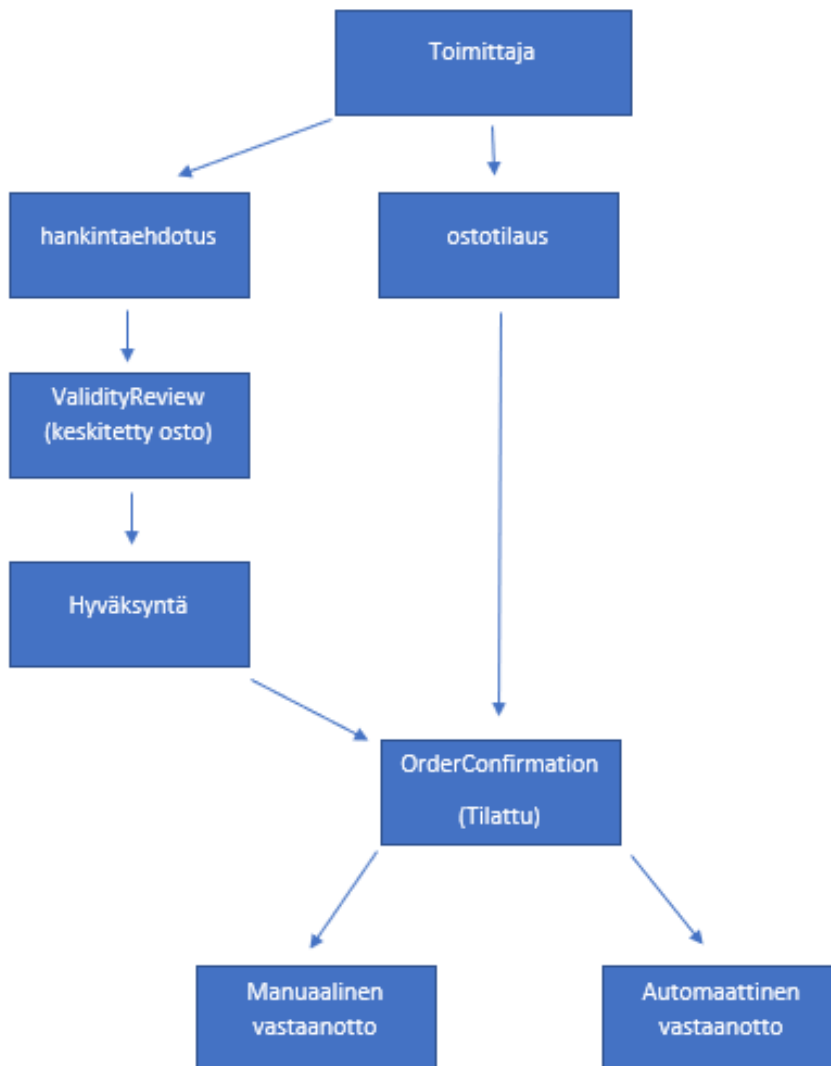 Toimittaja
hankintaehdotus
ostotilaus
ValidityReview
(keskitetty osto)
Hyväksyntä
OrderConfirmation
(Tilattu)
Manuaalinen
vastaanotto
Automaattinen
vastaanotto